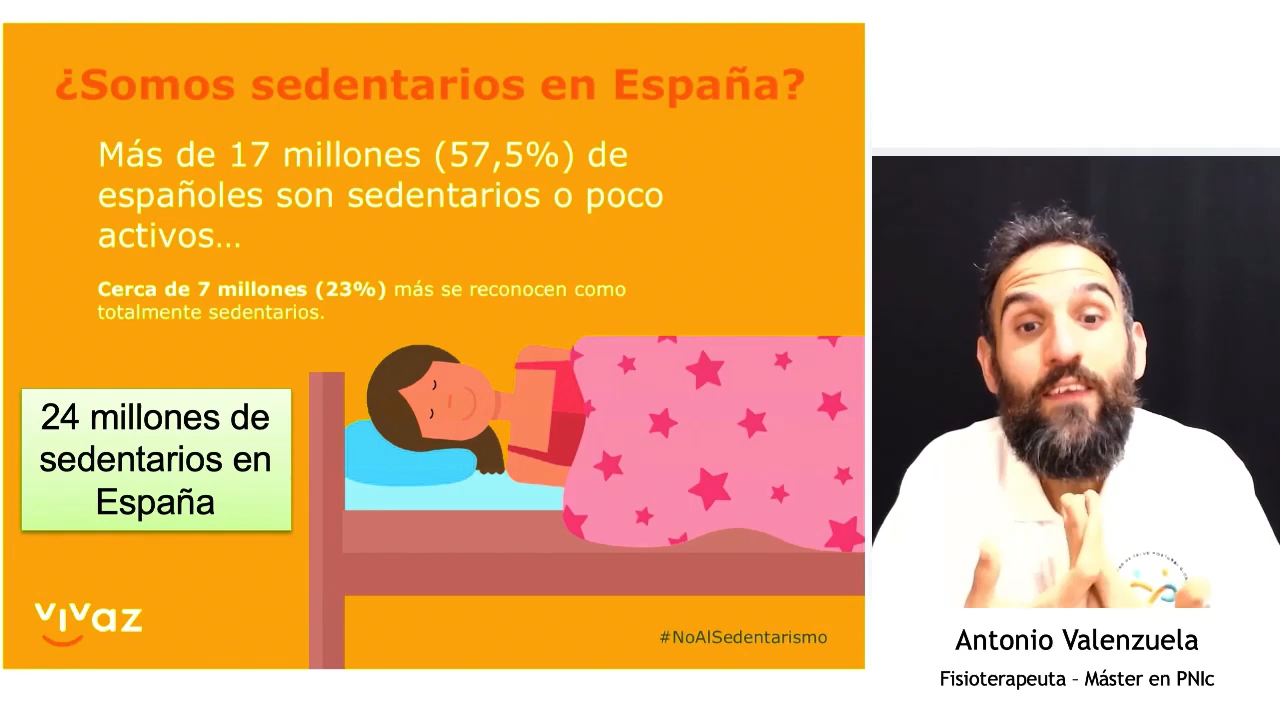 ¿Somos sedentarios en España?
Más de 17 millones (57,5%) de
españoles son sedentarios o poco
activos...
Cerca de 7 millones (23%) más se reconocen como
totalmente sedentarios.
24 millones de
sedentarios en
España
vivaz
#NoAlSedentarismo
Antonio Valenzuela
Fisioterapeuta – Máster en PNIc